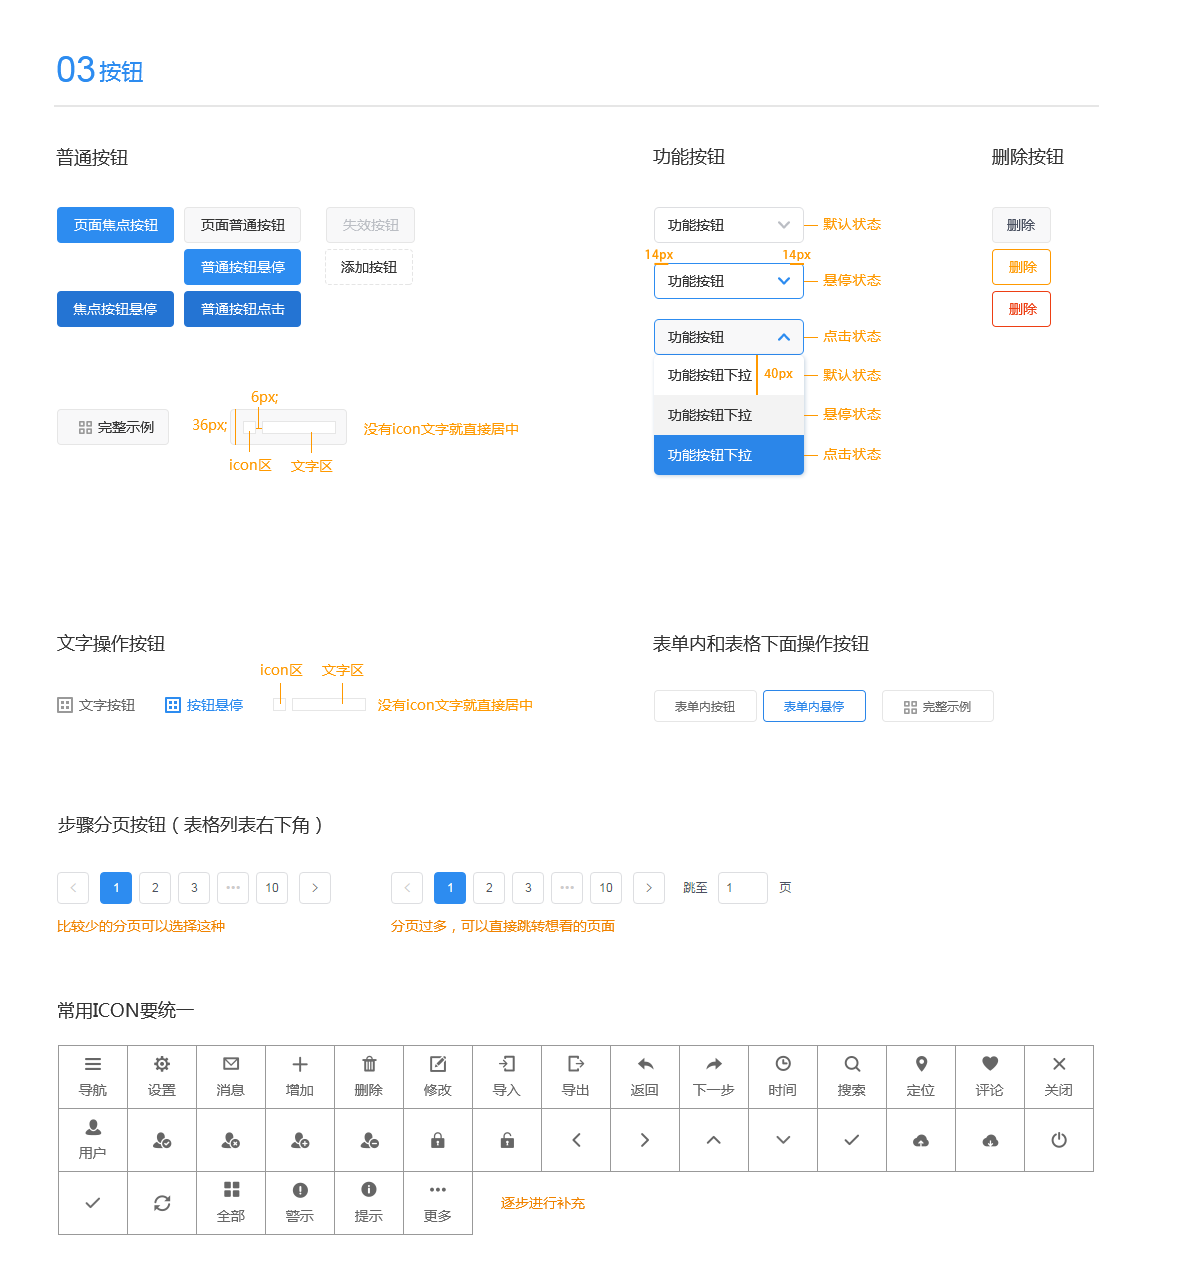 03 按钮
普通按钮
功能按钮
删除按钮
页面焦点按钮 页面普通按钮 失效按钮
普通按钮悬停 添加按钮
焦点按钮悬停 普通按钮点击
功能按钮 默认状态
14px 14px
功能按钮 悬停状态
功能按钮 点击状态
功能按钮下拉 40px 默认状态
功能按钮下拉 悬停状态
功能按钮下拉 点击状态
删除
删除
删除
6px;
完整示例 36px; 没有icon文字就直接居中
icon区 文字区
文字操作按钮
icon区 文字区
文字按钮 按钮悬停 没有icon文字就直接居中
表单内和表格下面操作按钮
表单内按钮 表单内悬停 完整示例
步骤分页按钮（表格列表右下角）
1 2 3 ••• 10
比较少的分页可以选择这种
1 2 3 ••• 10 跳至 1 页
分页过多，可以直接跳转想看的页面
常用ICON要统一
导航 设置 消息 增加 删除 修改 导入 导出 返回 下一步 时间 搜索 定位 评论 关闭
用户
全部 警示 提示 更多 逐步进行补充